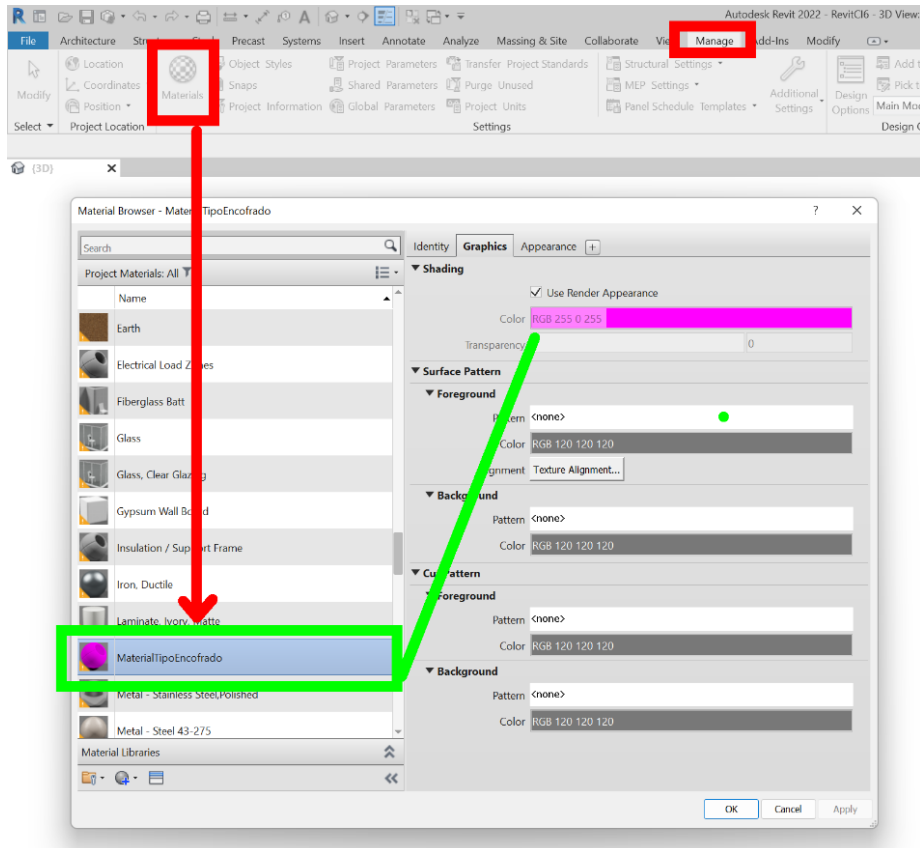 Autodesk Revit 2022 - RevitCI6 - 3D View:
File Architecture Precast Systems Insert Annotate Analyze Massing & Site Collaborate Manage Add-Ins Modify
Location Object Styles Project Parameters Transfer Project Standards Structural Settings Add t
Coordinates Snaps Shared Parameters Purge Unused MEP Settings Pick t
Modify Materials Additional Settings Design Options
Position Project Information Global Parameters Project Units Panel Schedule Templates Main Mod
Select Project Location Settings Design O
{3D}
Material Browser - TipoEncofrado
Search
Identity Graphics Appearance
Project Materials: All
Shading
Name
Use Render Appearance
Earth
Color RGB 255 0 255
Transparency 0
Electrical Load
Surface Pattern
Fiberglass Batt
Foreground
Pattern <none>
Glass
Color RGB 120 120 120
Glass, Clear
Texture Alignment...
Background
Gypsum Wall
Pattern <none>
Insulation / Frame
Color RGB 120 120 120
Pattern
Iron, Ductile
Foreground
Laminate, Ivory, Matte
Pattern <none>
Color RGB 120 120 120
MaterialTipoEncofrado
Background
Metal - Stainless Steel,Polished
Pattern <none>
Color RGB 120 120 120
Metal - Steel 43-275
Material Libraries
OK Cancel Apply